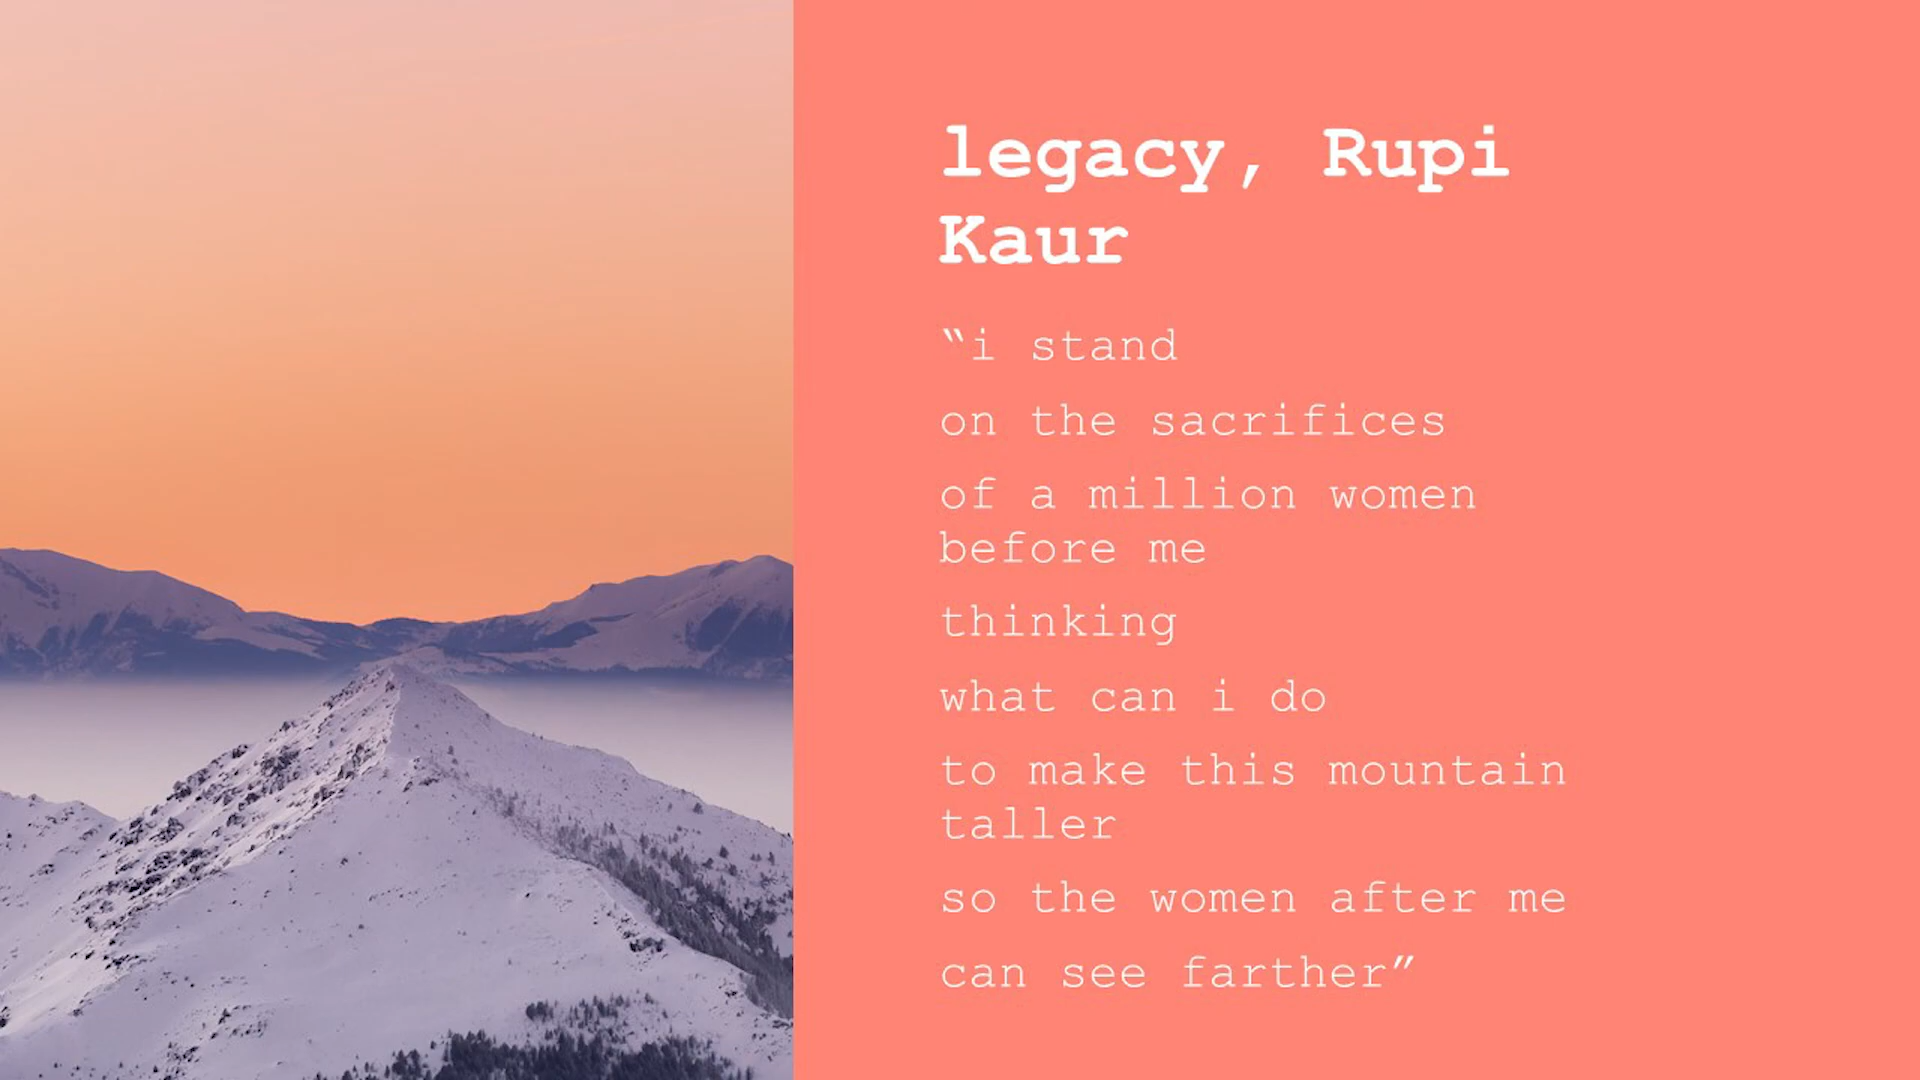 legacy, Rupi
Kaur
“i stand
on the sacrifices
of a million women
before me
thinking
what can i do
to make this mountain
taller
so the women after me
can see farther”